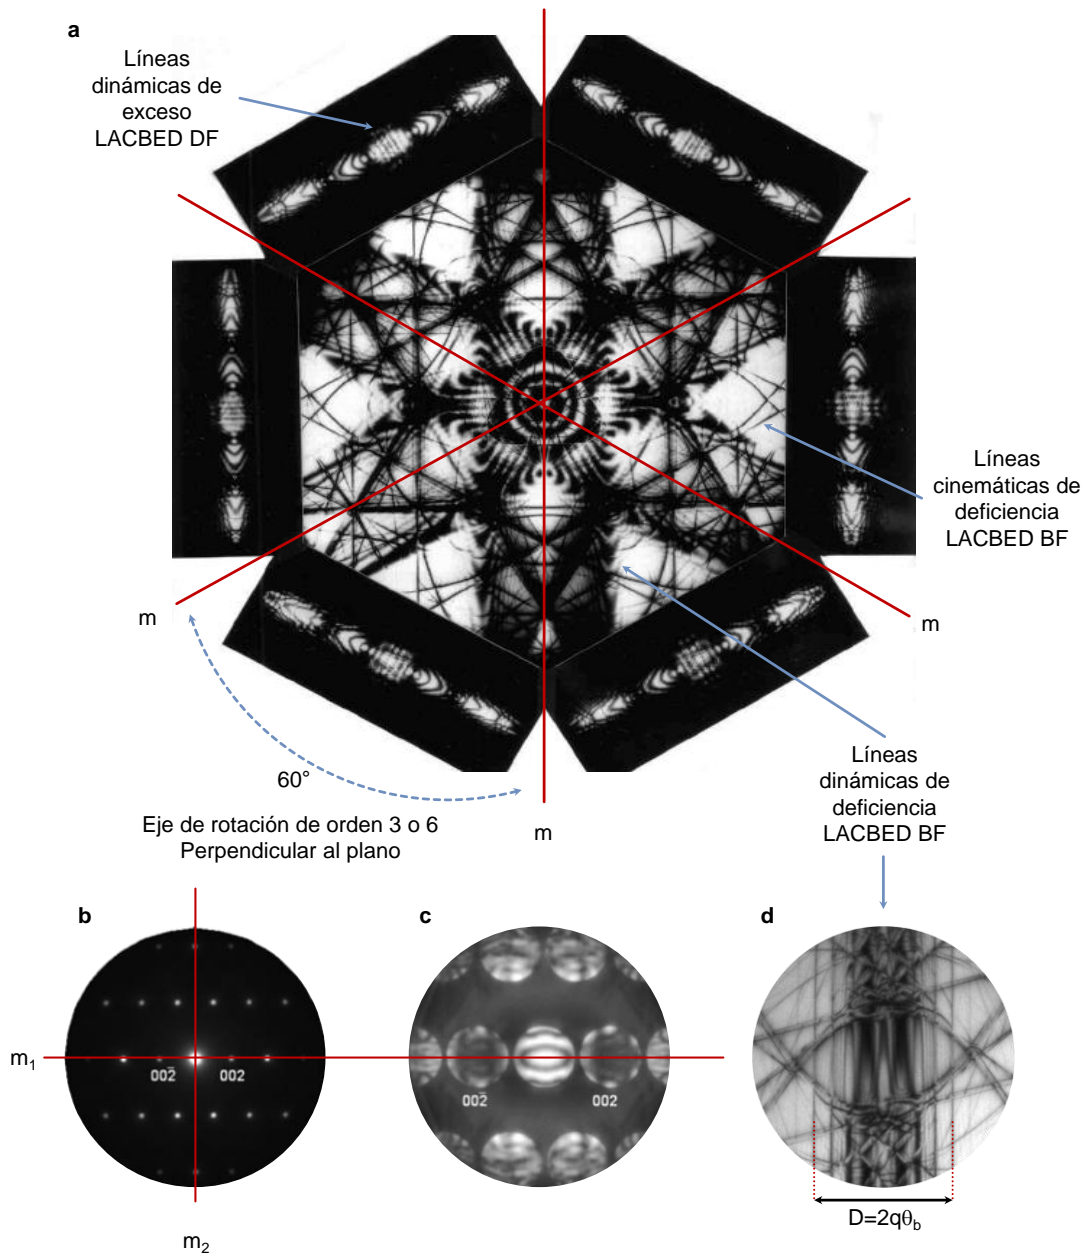 a
Líneas
dinámicas de
exceso
LACBED DF
Líneas
cinemáticas de
deficiencia
LACBED BF
m
m
60°
Líneas
dinámicas de
deficiencia
LACBED BF
Eje de rotación de orden 3 o 6
Perpendicular al plano
m
b
c
d
m₁
002̄
002
002̄
002
D=2qθ_b
m₂